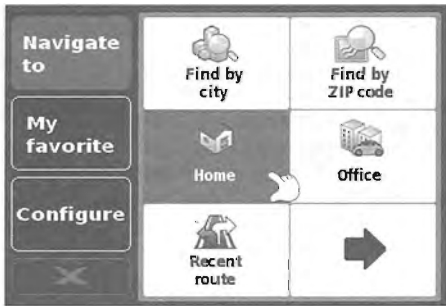 Navigate
to
My
favorite
Configure
Find by
city
Find by
ZIP code
Home
Office
Recent
route